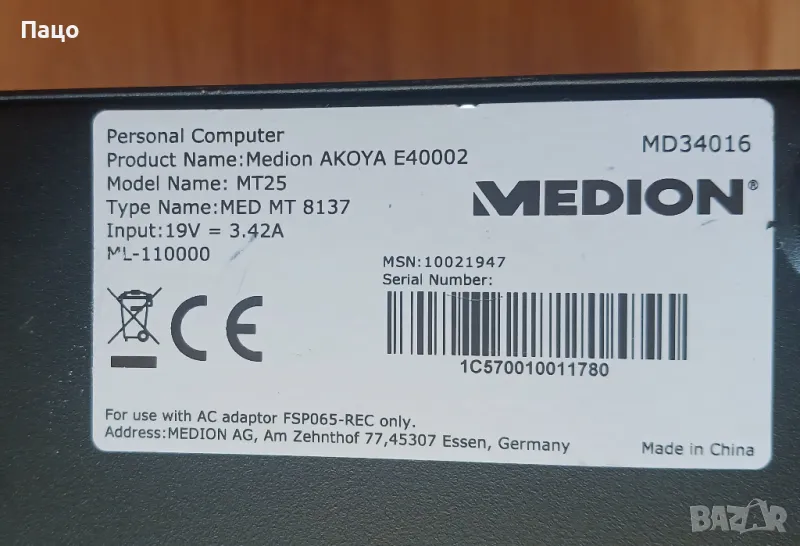 Пацо
Personal Computer
Product Name:Medion AKOYA E40002
Model Name: MT25
Type Name:MED MT 8137
Input:19V = 3.42A
ML-110000
MD34016
MEDION®
MSN:10021947
Serial Number:
1C570010011780
CE
For use with AC adaptor FSP065-REC only.
Address:MEDION AG, Am Zehnthof 77,45307 Essen, Germany
Made in China
BAZAR